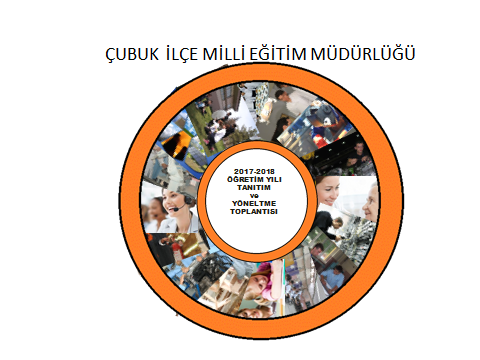 ÇUBUK İLÇE MİLLİ EĞİTİM MÜDÜRLÜĞÜ
2017-2018
ÖĞRETİM YILI
TANITIM
ve
YÖNELTME
TOPLANTISI